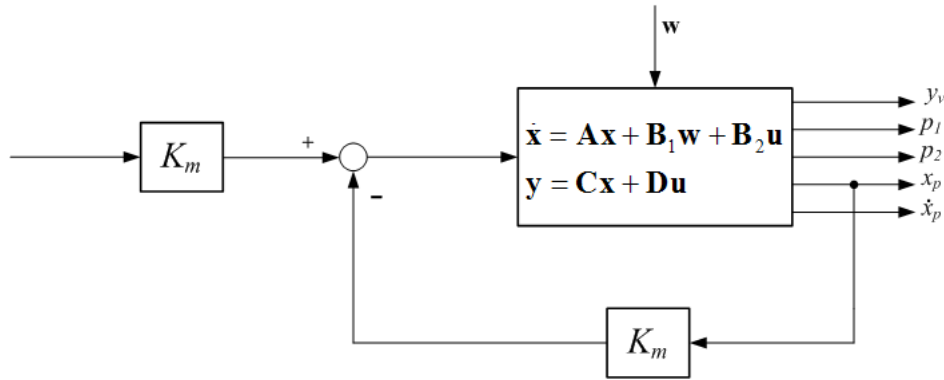 w
K_m
+
−
ẋ = Ax + B₁w + B₂u
y = Cx + Du
y_v
p₁
p₂
x_p
ẋ_p
K_m